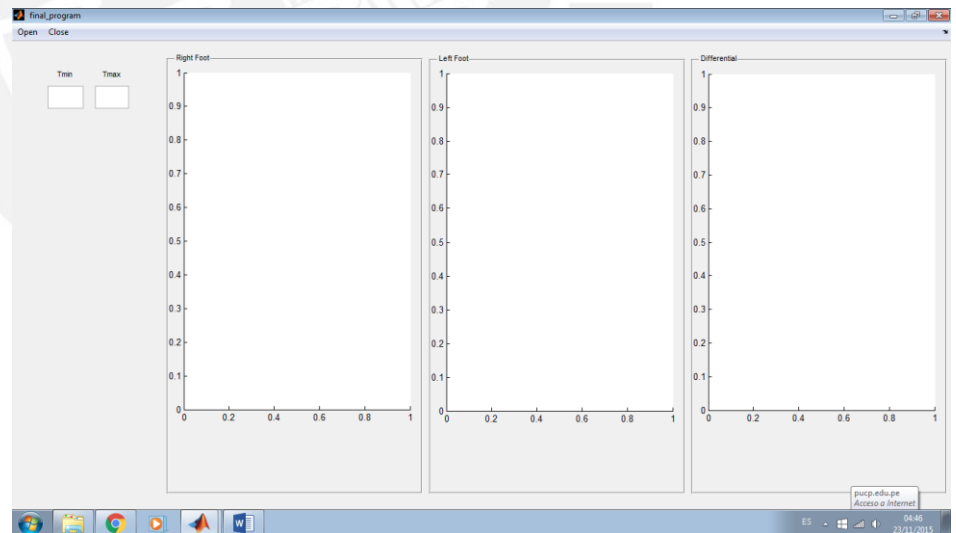 final_program
Open Close
Tmin Tmax
Right Foot
1
0.9
0.8
0.7
0.6
0.5
0.4
0.3
0.2
0.1
0
0 0.2 0.4 0.6 0.8 1
Left Foot
1
0.9
0.8
0.7
0.6
0.5
0.4
0.3
0.2
0.1
0
0 0.2 0.4 0.6 0.8 1
Differential
1
0.9
0.8
0.7
0.6
0.5
0.4
0.3
0.2
0.1
0
0 0.2 0.4 0.6 0.8 1
pucp.edu.pe
Acceso a Internet
ES 04:46
23/11/2015